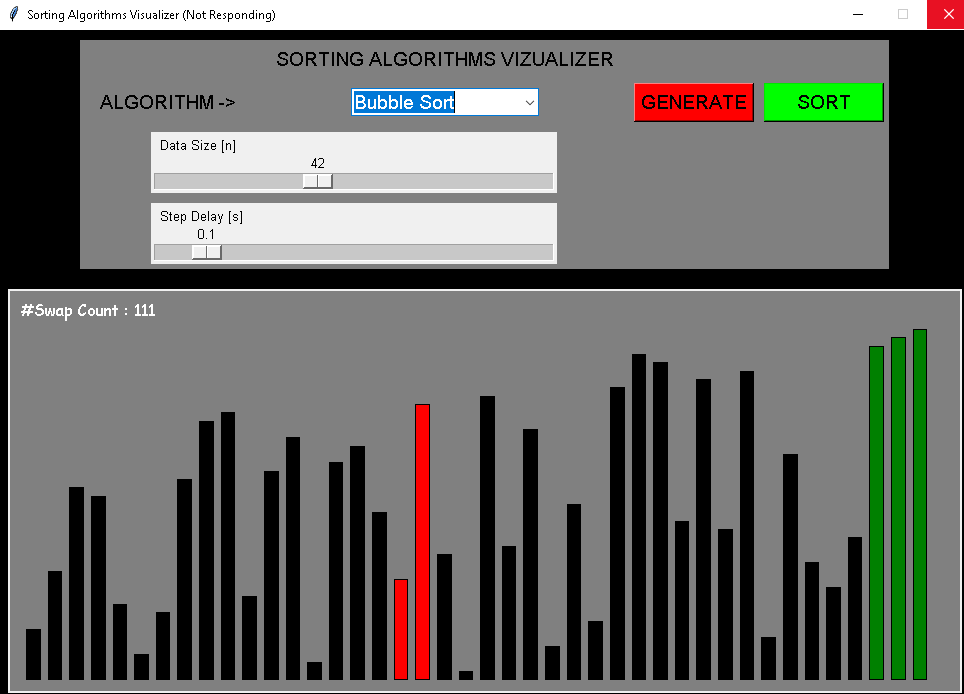 Sorting Algorithms Visualizer (Not Responding)
SORTING ALGORITHMS VIZUALIZER
ALGORITHM -> Bubble Sort GENERATE SORT
Data Size [n]
42
Step Delay [s]
0.1
#Swap Count : 111